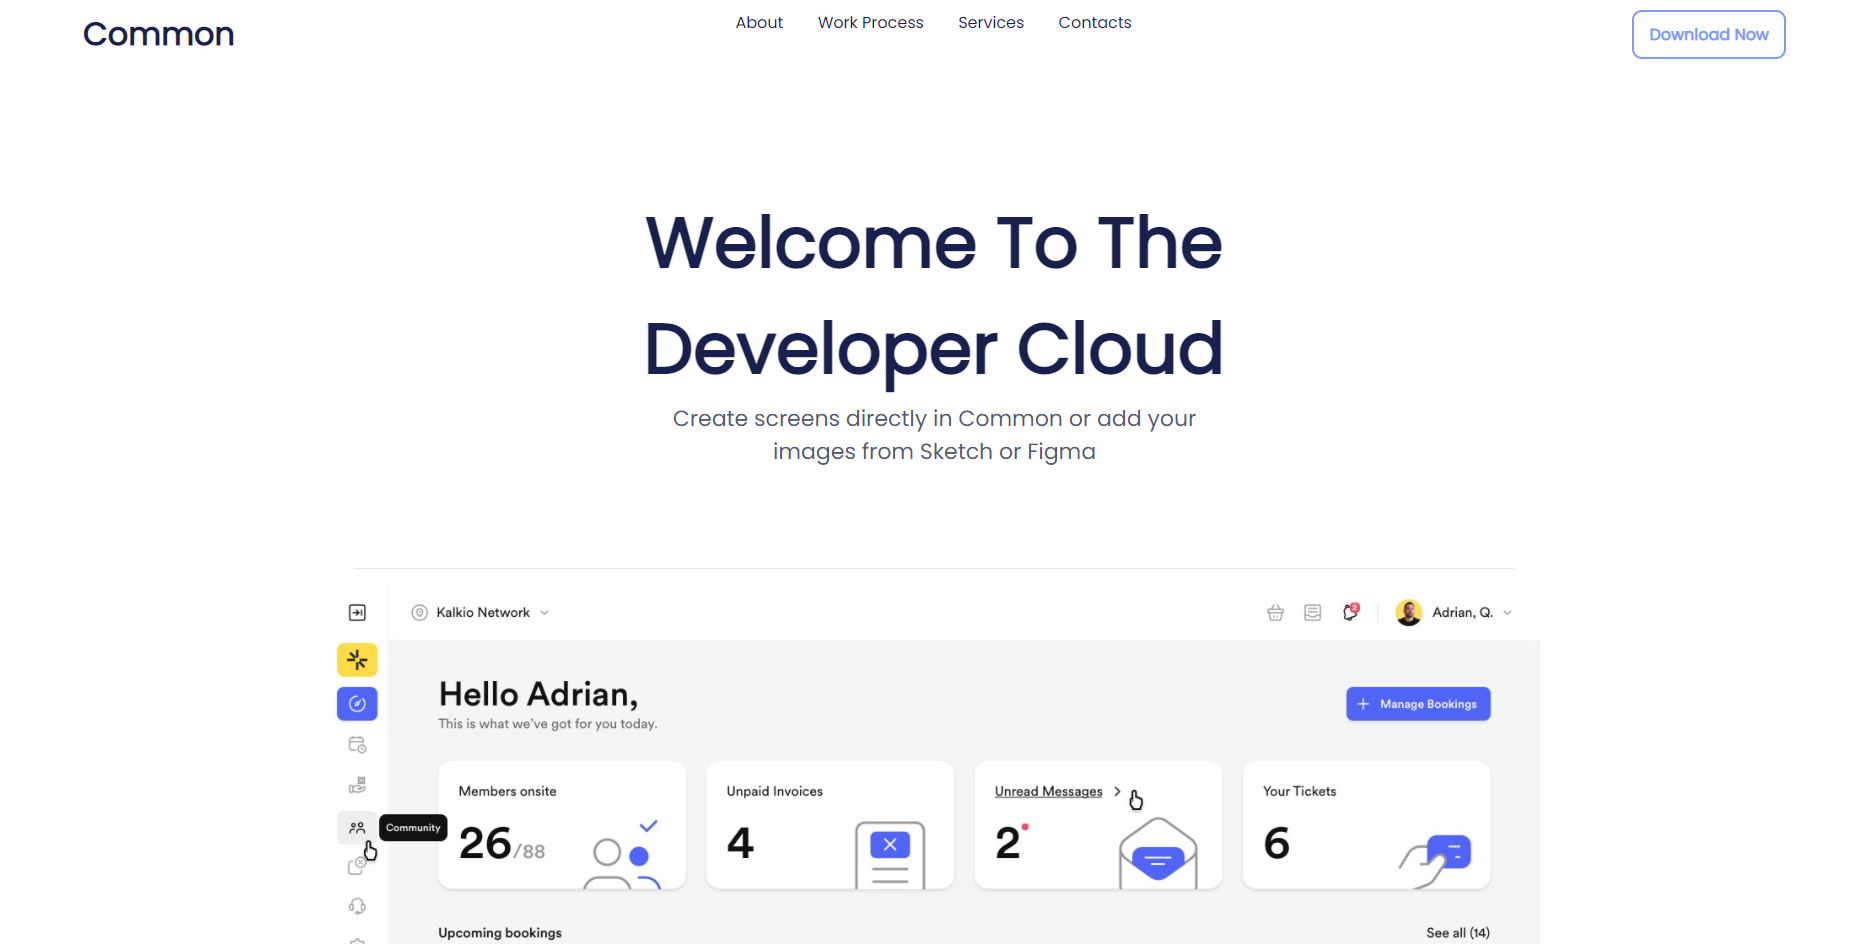 Common
About
Work Process
Services
Contacts
Download Now
Welcome To The
Developer Cloud
Create screens directly in Common or add your
images from Sketch or Figma
Kalkio Network
2
Adrian, Q.
Hello Adrian,
This is what we've got for you today.
Manage Bookings
Members onsite
26/88
Unpaid Invoices
4
Unread Messages
2
Your Tickets
6
Community
Upcoming bookings
See all (14)